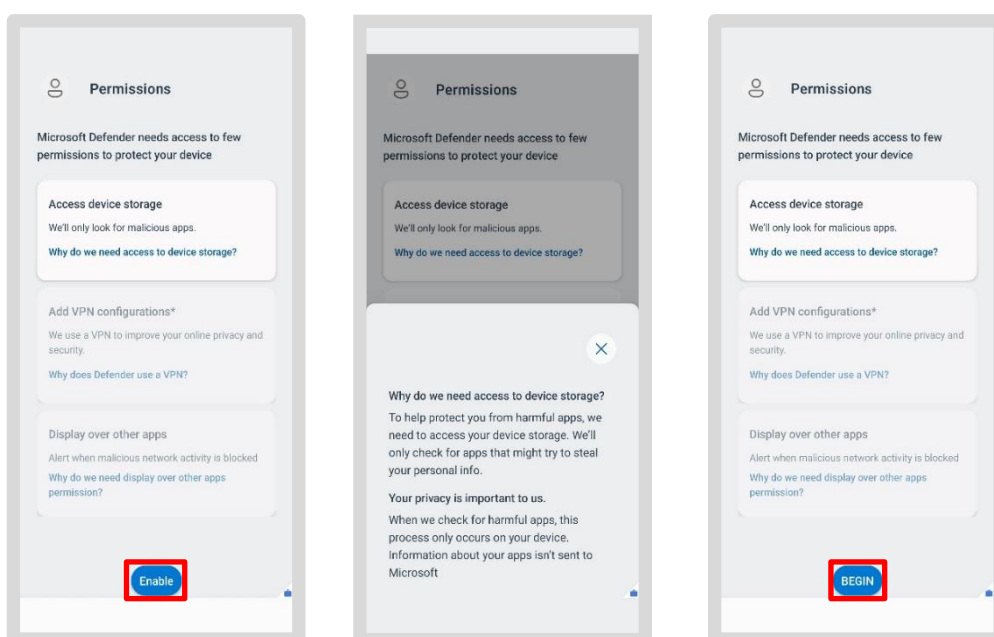 Permissions
Microsoft Defender needs access to few
permissions to protect your device
Access device storage
We'll only look for malicious apps.
Why do we need access to device storage?
Add VPN configurations*
We use a VPN to improve your online privacy and
security.
Why does Defender use a VPN?
Display over other apps
Alert when malicious network activity is blocked
Why do we need display over other apps
permission?
Enable
Permissions
Microsoft Defender needs access to few
permissions to protect your device
Access device storage
We'll only look for malicious apps.
Why do we need access to device storage?
Why do we need access to device storage?
To help protect you from harmful apps, we
need to access your device storage. We'll
only check for apps that might try to steal
your personal info.
Your privacy is important to us.
When we check for harmful apps, this
process only occurs on your device.
Information about your apps isn't sent to
Microsoft
Permissions
Microsoft Defender needs access to few
permissions to protect your device
Access device storage
We'll only look for malicious apps.
Why do we need access to device storage?
Add VPN configurations*
We use a VPN to improve your online privacy and
security.
Why does Defender use a VPN?
Display over other apps
Alert when malicious network activity is blocked
Why do we need display over other apps
permission?
BEGIN